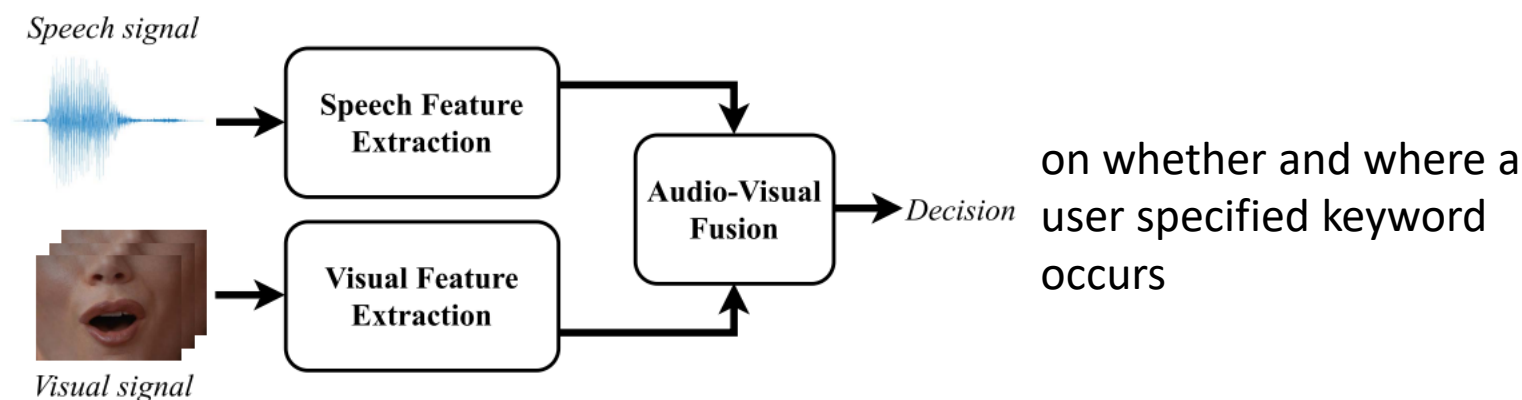 Speech signal
Speech Feature
Extraction
Audio-Visual
Fusion
Decision
on whether and where a
user specified keyword
occurs
Visual Feature
Extraction
Visual signal